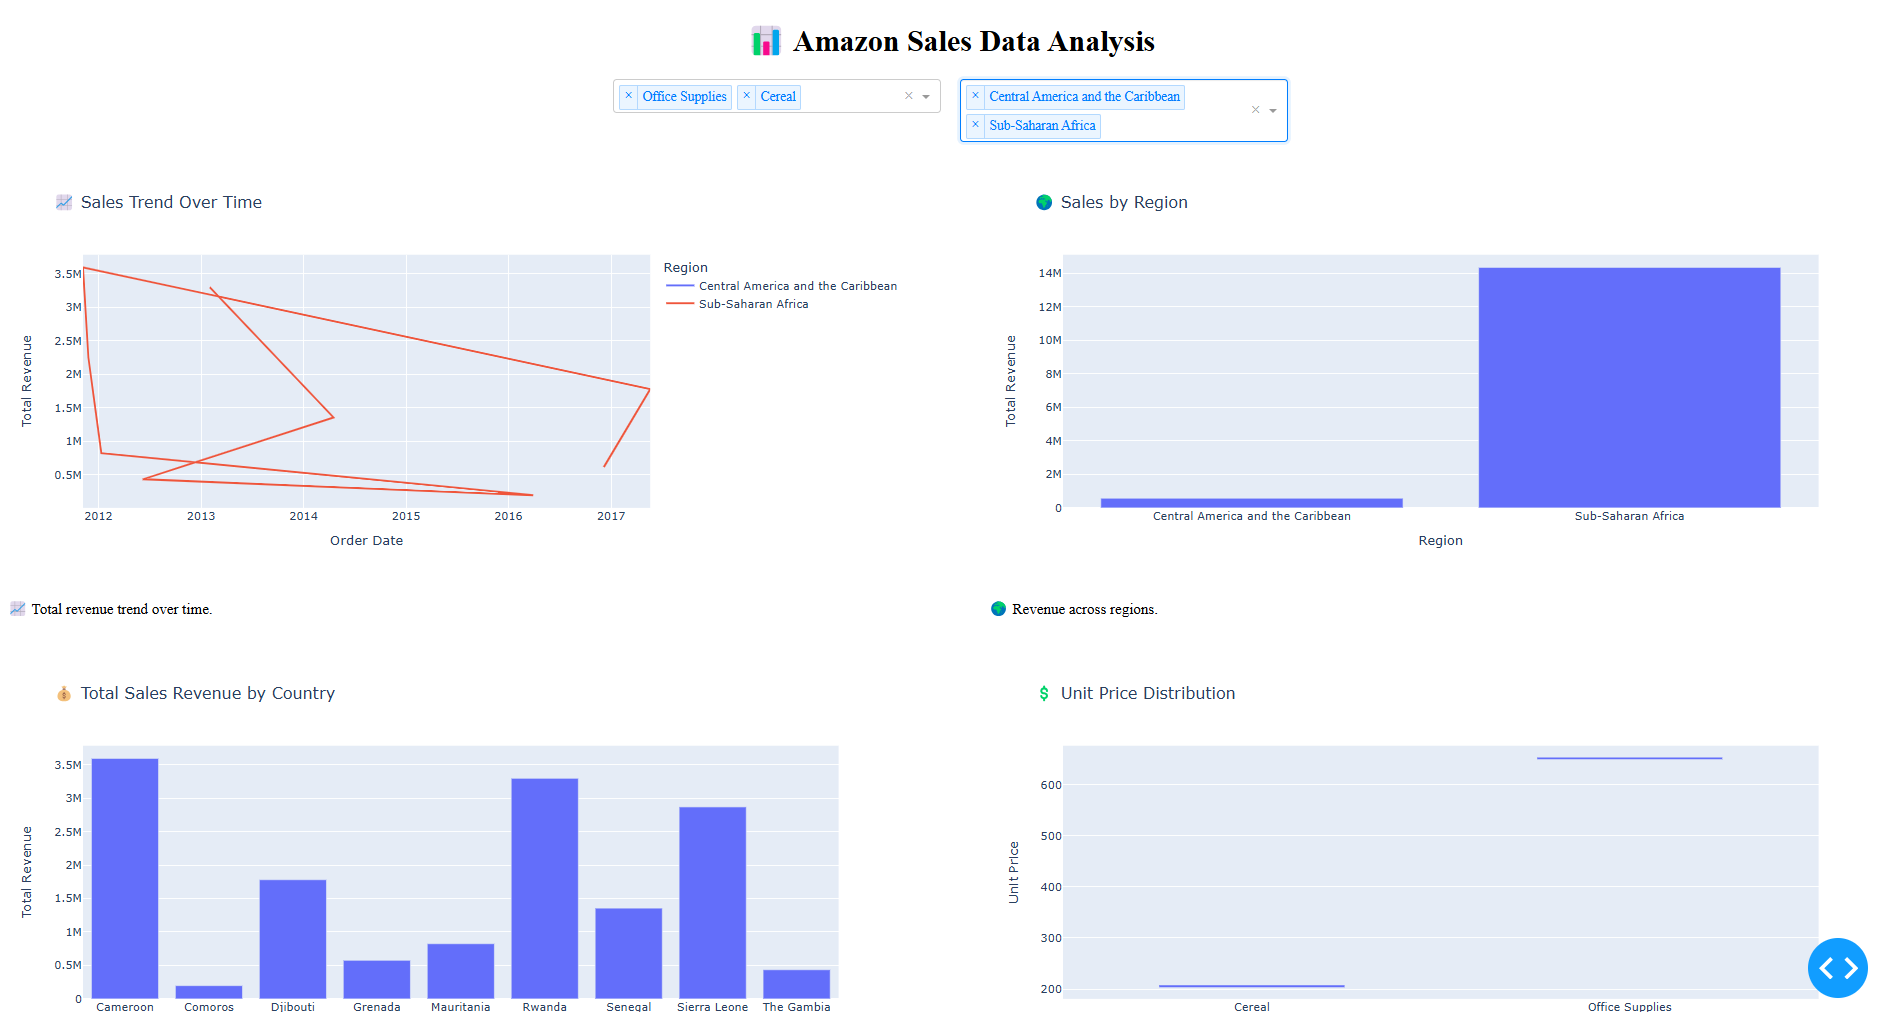 Amazon Sales Data Analysis
× Office Supplies × Cereal ×
× Central America and the Caribbean
× Sub-Saharan Africa
×
Sales Trend Over Time
Total Revenue
3.5M
3M
2.5M
2M
1.5M
1M
0.5M
2012 2013 2014 2015 2016 2017
Order Date
Region
Central America and the Caribbean
Sub-Saharan Africa
Sales by Region
Total Revenue
14M
12M
10M
8M
6M
4M
2M
0
Central America and the Caribbean Sub-Saharan Africa
Region
Total revenue trend over time.
Revenue across regions.
Total Sales Revenue by Country
Total Revenue
3.5M
3M
2.5M
2M
1.5M
1M
0.5M
0
Cameroon Comoros Djibouti Grenada Mauritania Rwanda Senegal Sierra Leone The Gambia
$ Unit Price Distribution
Unit Price
600
500
400
300
200
Cereal Office Supplies